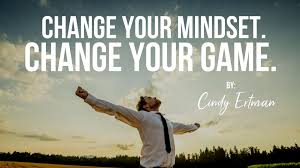 CHANGE YOUR MINDSET.
CHANGE YOUR GAME.
BY:
Cindy Ertman